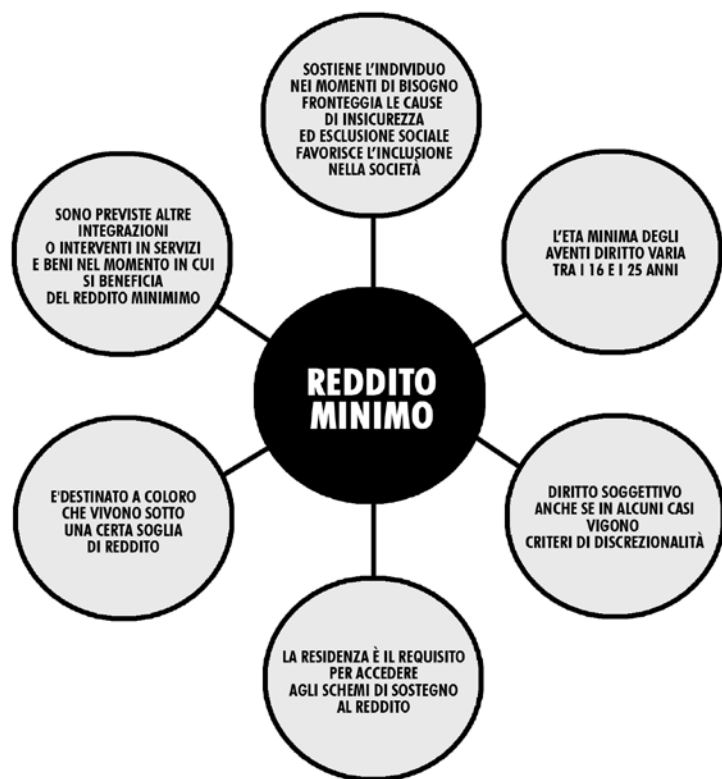 SOSTIENE L'INDIVIDUO
NEI MOMENTI DI BISOGNO
FRONTEGGIA LE CAUSE
DI INSICUREZZA
ED ESCLUSIONE SOCIALE
FAVORISCE L'INCLUSIONE
NELLA SOCIETÀ
SONO PREVISTE ALTRE
INTEGRAZIONI
O INTERVENTI IN SERVIZI
E BENI NEL MOMENTO IN CUI
SI BENEFICIA
DEL REDDITO MINIMIMO
L'ETA MINIMA DEGLI
AVENTI DIRITTO VARIA
TRA I 16 E I 25 ANNI
REDDITO
MINIMO
E'DESTINATO A COLORO
CHE VIVONO SOTTO
UNA CERTA SOGLIA
DI REDDITO
DIRITTO SOGGETTIVO
ANCHE SE IN ALCUNI CASI
VIGONO
CRITERI DI DISCREZIONALITÀ
LA RESIDENZA È IL REQUISITO
PER ACCEDERE
AGLI SCHEMI DI SOSTEGNO
AL REDDITO